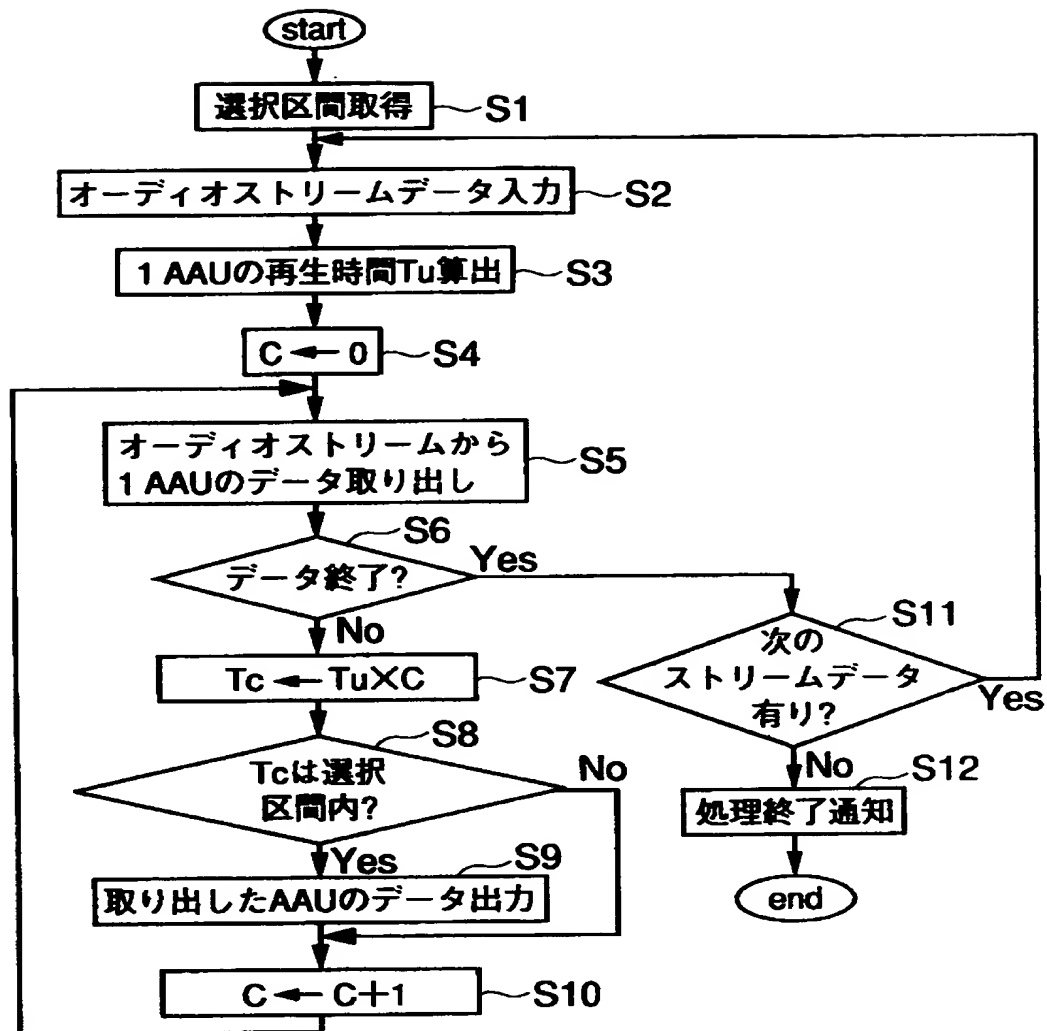 start
選択区間取得
S1
オーディオストリームデータ入力
S2
1 AAUの再生時間Tu算出
S3
C ← 0
S4
オーディオストリームから
1 AAUのデータ取り出し
S5
S6
データ終了?
Yes
No
Tc ← Tu×C
S7
S8
Tcは選択
区間内?
No
Yes
S9
取り出したAAUのデータ出力
C ← C+1
S10
S11
次の
ストリームデータ
有り?
Yes
No
S12
処理終了通知
end